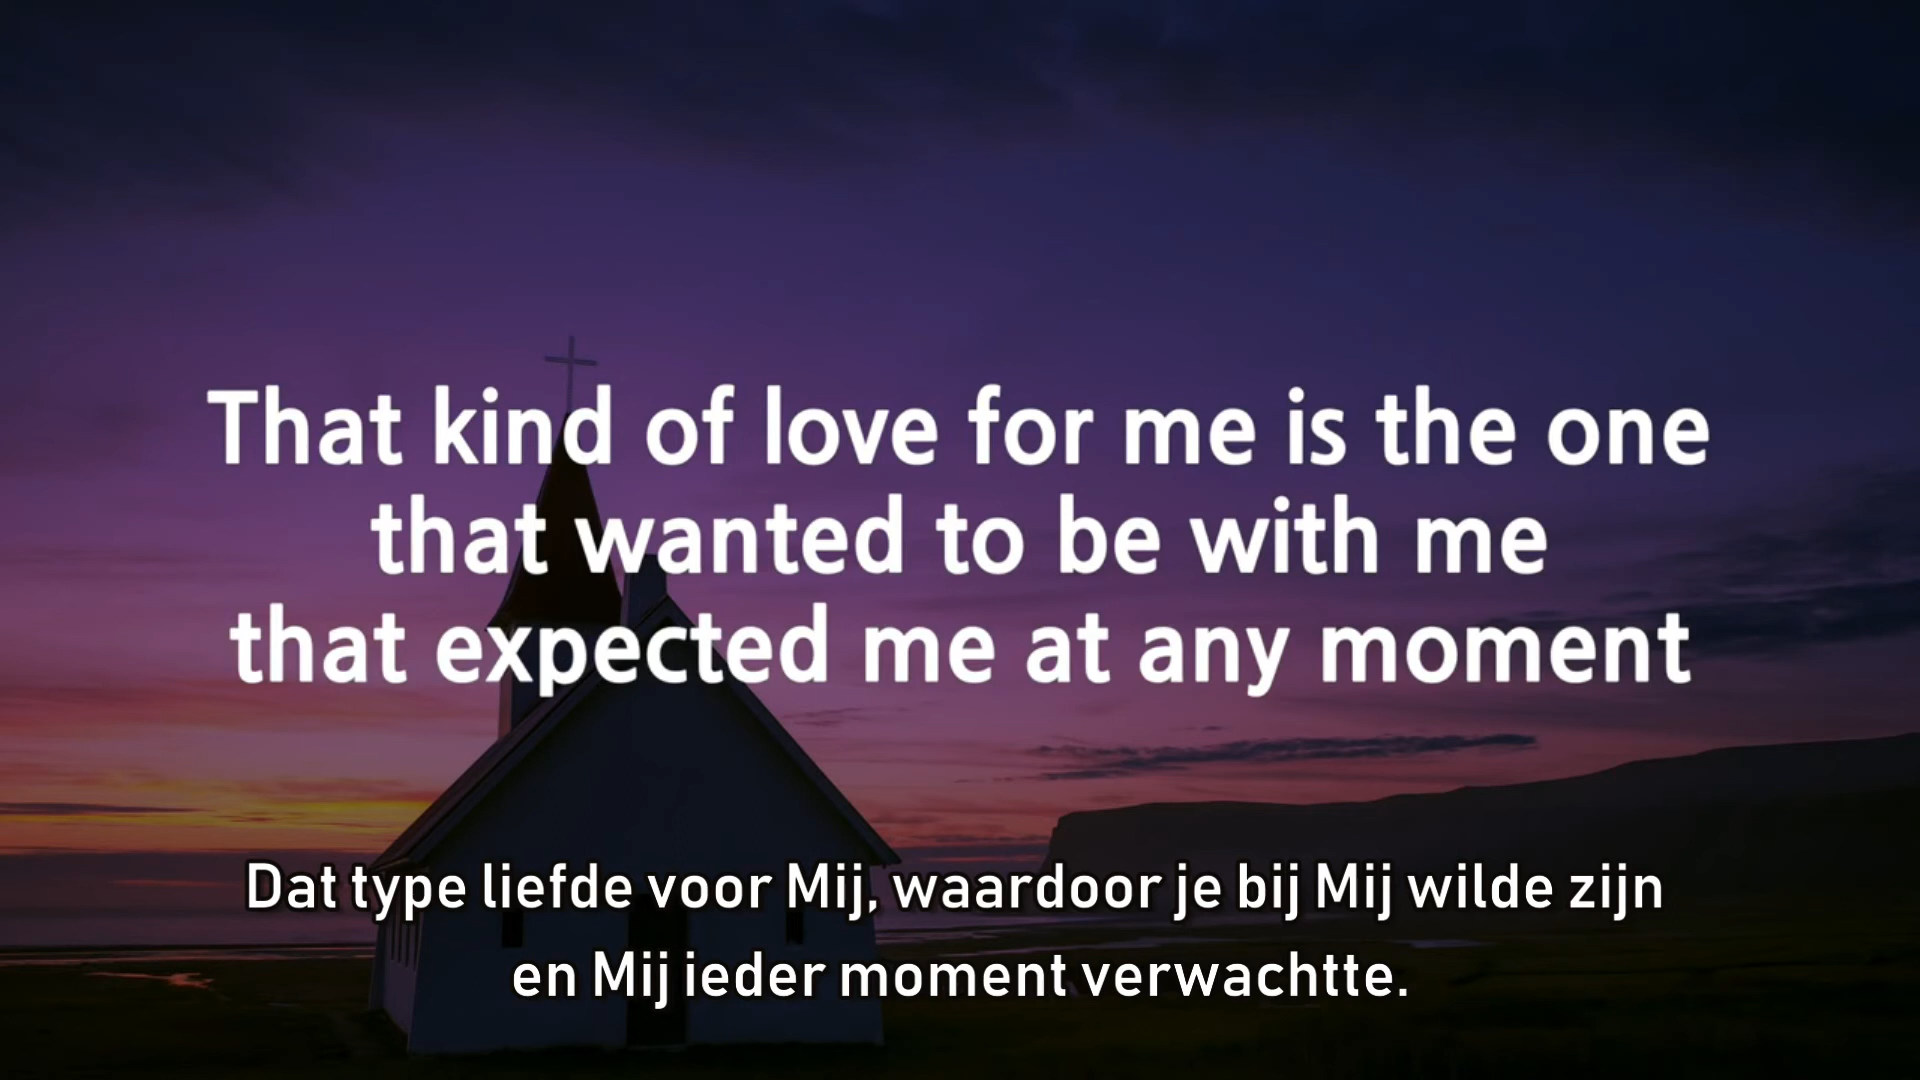 That kind of love for me is the one
that wanted to be with me
that expected me at any moment
Dat type liefde voor Mij, waardoor je bij Mij wilde zijn
en Mij ieder moment verwachtte.